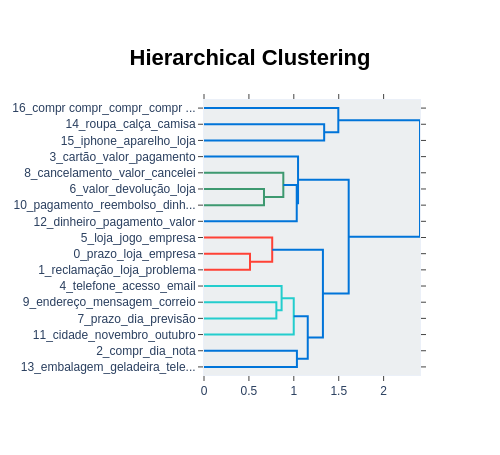 Hierarchical Clustering
16_compr compr_compr_compr ...
14_roupa_calça_camisa
15_iphone_aparelho_loja
3_cartão_valor_pagamento
8_cancelamento_valor_cancelei
6_valor_devolução_loja
10_pagamento_reembolso_dinh...
12_dinheiro_pagamento_valor
5_loja_jogo_empresa
0_prazo_loja_empresa
1_reclamação_loja_problema
4_telefone_acesso_email
9_endereço_mensagem_correio
7_prazo_dia_previsão
11_cidade_novembro_outubro
2_compr_dia_nota
13_embalagem_geladeira_tele...
0 0.5 1 1.5 2